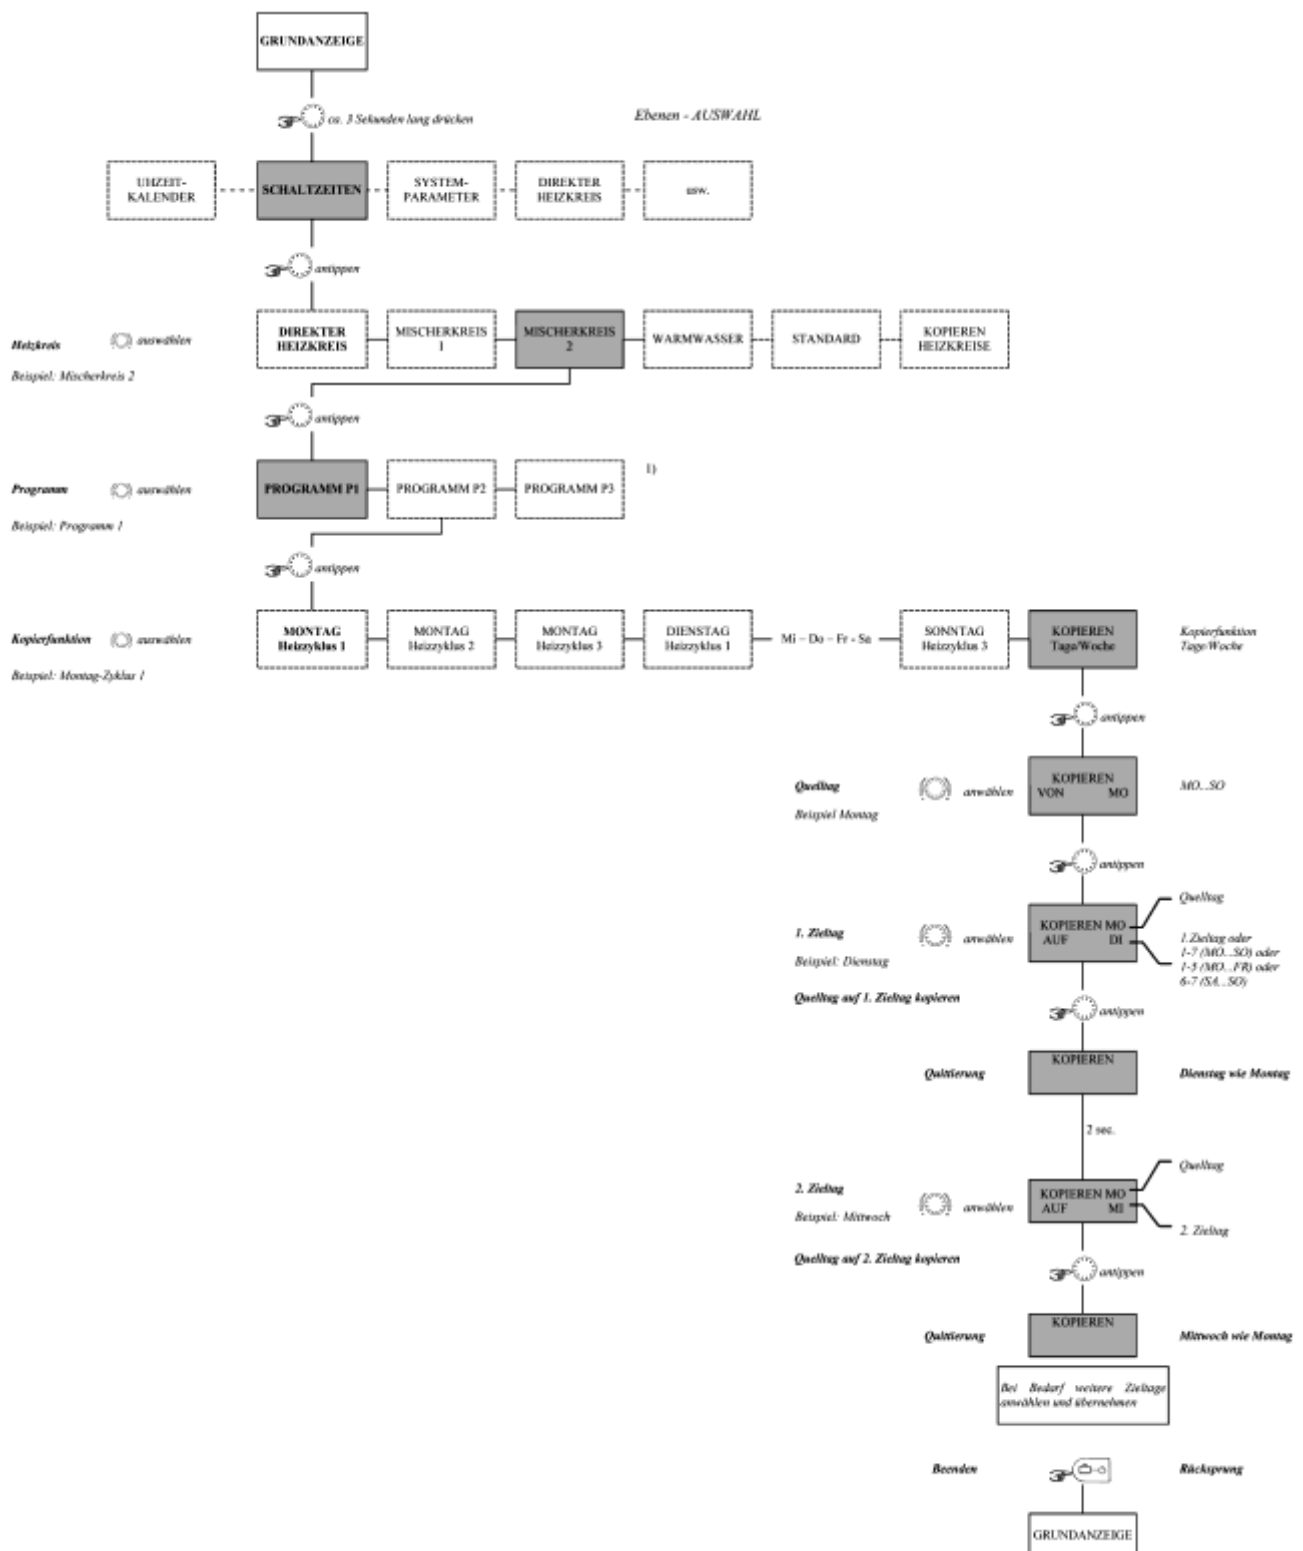 GRUNDANZEIGE
ca. 3 Sekunden lang drücken
Ebenen - AUSWAHL
UHZEIT-
KALENDER
SCHALTZEITEN
SYSTEM-
PARAMETER
DIREKTER
HEIZKREIS
usw.
antippen
Heizkreis
auswählen
Beispiel: Mischerkreis 2
DIREKTER
HEIZKREIS
MISCHERKREIS
1
MISCHERKREIS
2
WARMWASSER
STANDARD
KOPIEREN
HEIZKREISE
antippen
Programm
auswählen
Beispiel: Programm 1
PROGRAMM P1
PROGRAMM P2
PROGRAMM P3
1)
antippen
Kopierfunktion
auswählen
Beispiel: Montag-Zyklus 1
MONTAG
Heizzyklus 1
MONTAG
Heizzyklus 2
MONTAG
Heizzyklus 3
DIENSTAG
Heizzyklus 1
Mi – Do – Fr - Sa
SONNTAG
Heizzyklus 3
KOPIEREN
Tage/Woche
Kopierfunktion
Tage/Woche
antippen
Quelltag
anwählen
Beispiel Montag
KOPIEREN
VON MO
MO...SO
antippen
1. Zieltag
anwählen
Beispiel: Dienstag
Quelltag auf 1. Zieltag kopieren
KOPIEREN MO
AUF DI
Quelltag
1.Zieltag oder
1-7 (MO...SO) oder
1-5 (MO...FR) oder
6-7 (SA...SO)
antippen
Quittierung
KOPIEREN
Dienstag wie Montag
2 sec.
2. Zieltag
anwählen
Beispiel: Mittwoch
Quelltag auf 2. Zieltag kopieren
KOPIEREN MO
AUF MI
Quelltag
2. Zieltag
antippen
Quittierung
KOPIEREN
Mittwoch wie Montag
Bei Bedarf weitere Zieltage
anwählen und übernehmen
Beenden
Rücksprung
GRUNDANZEIGE